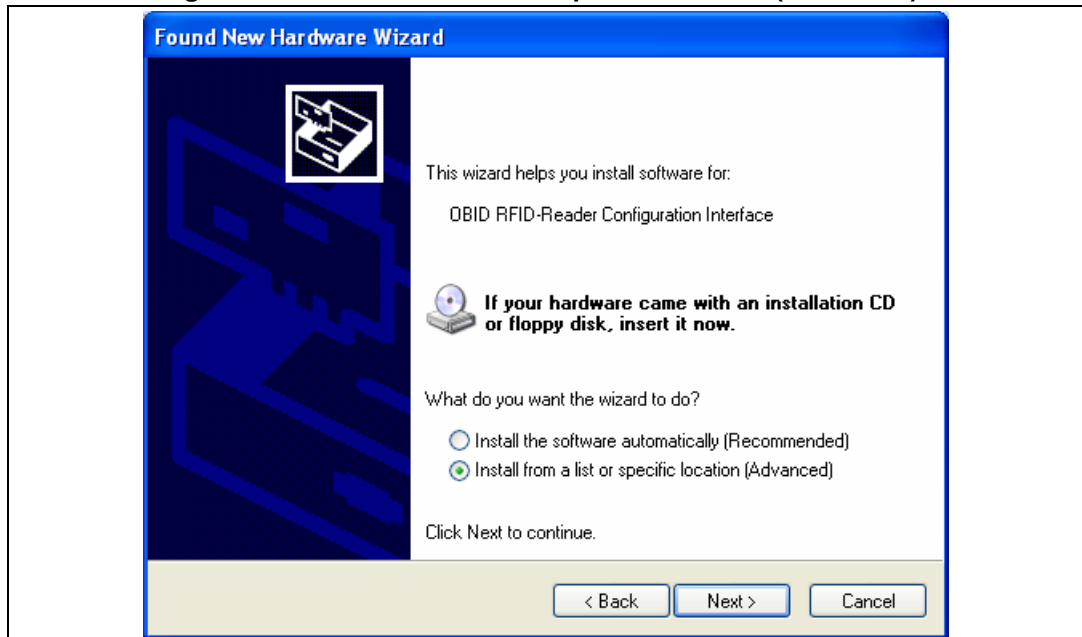 Found New Hardware Wizard
This wizard helps you install software for:
OBID RFID-Reader Configuration Interface
If your hardware came with an installation CD
or floppy disk, insert it now.
What do you want the wizard to do?
Install the software automatically (Recommended)
Install from a list or specific location (Advanced)
Click Next to continue.
< Back Next > Cancel